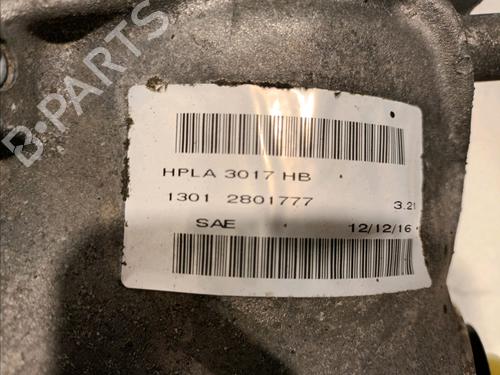 B-PARTS
HPLA 3017 HB
1301 2801777 3.21
SAE 12/12/16